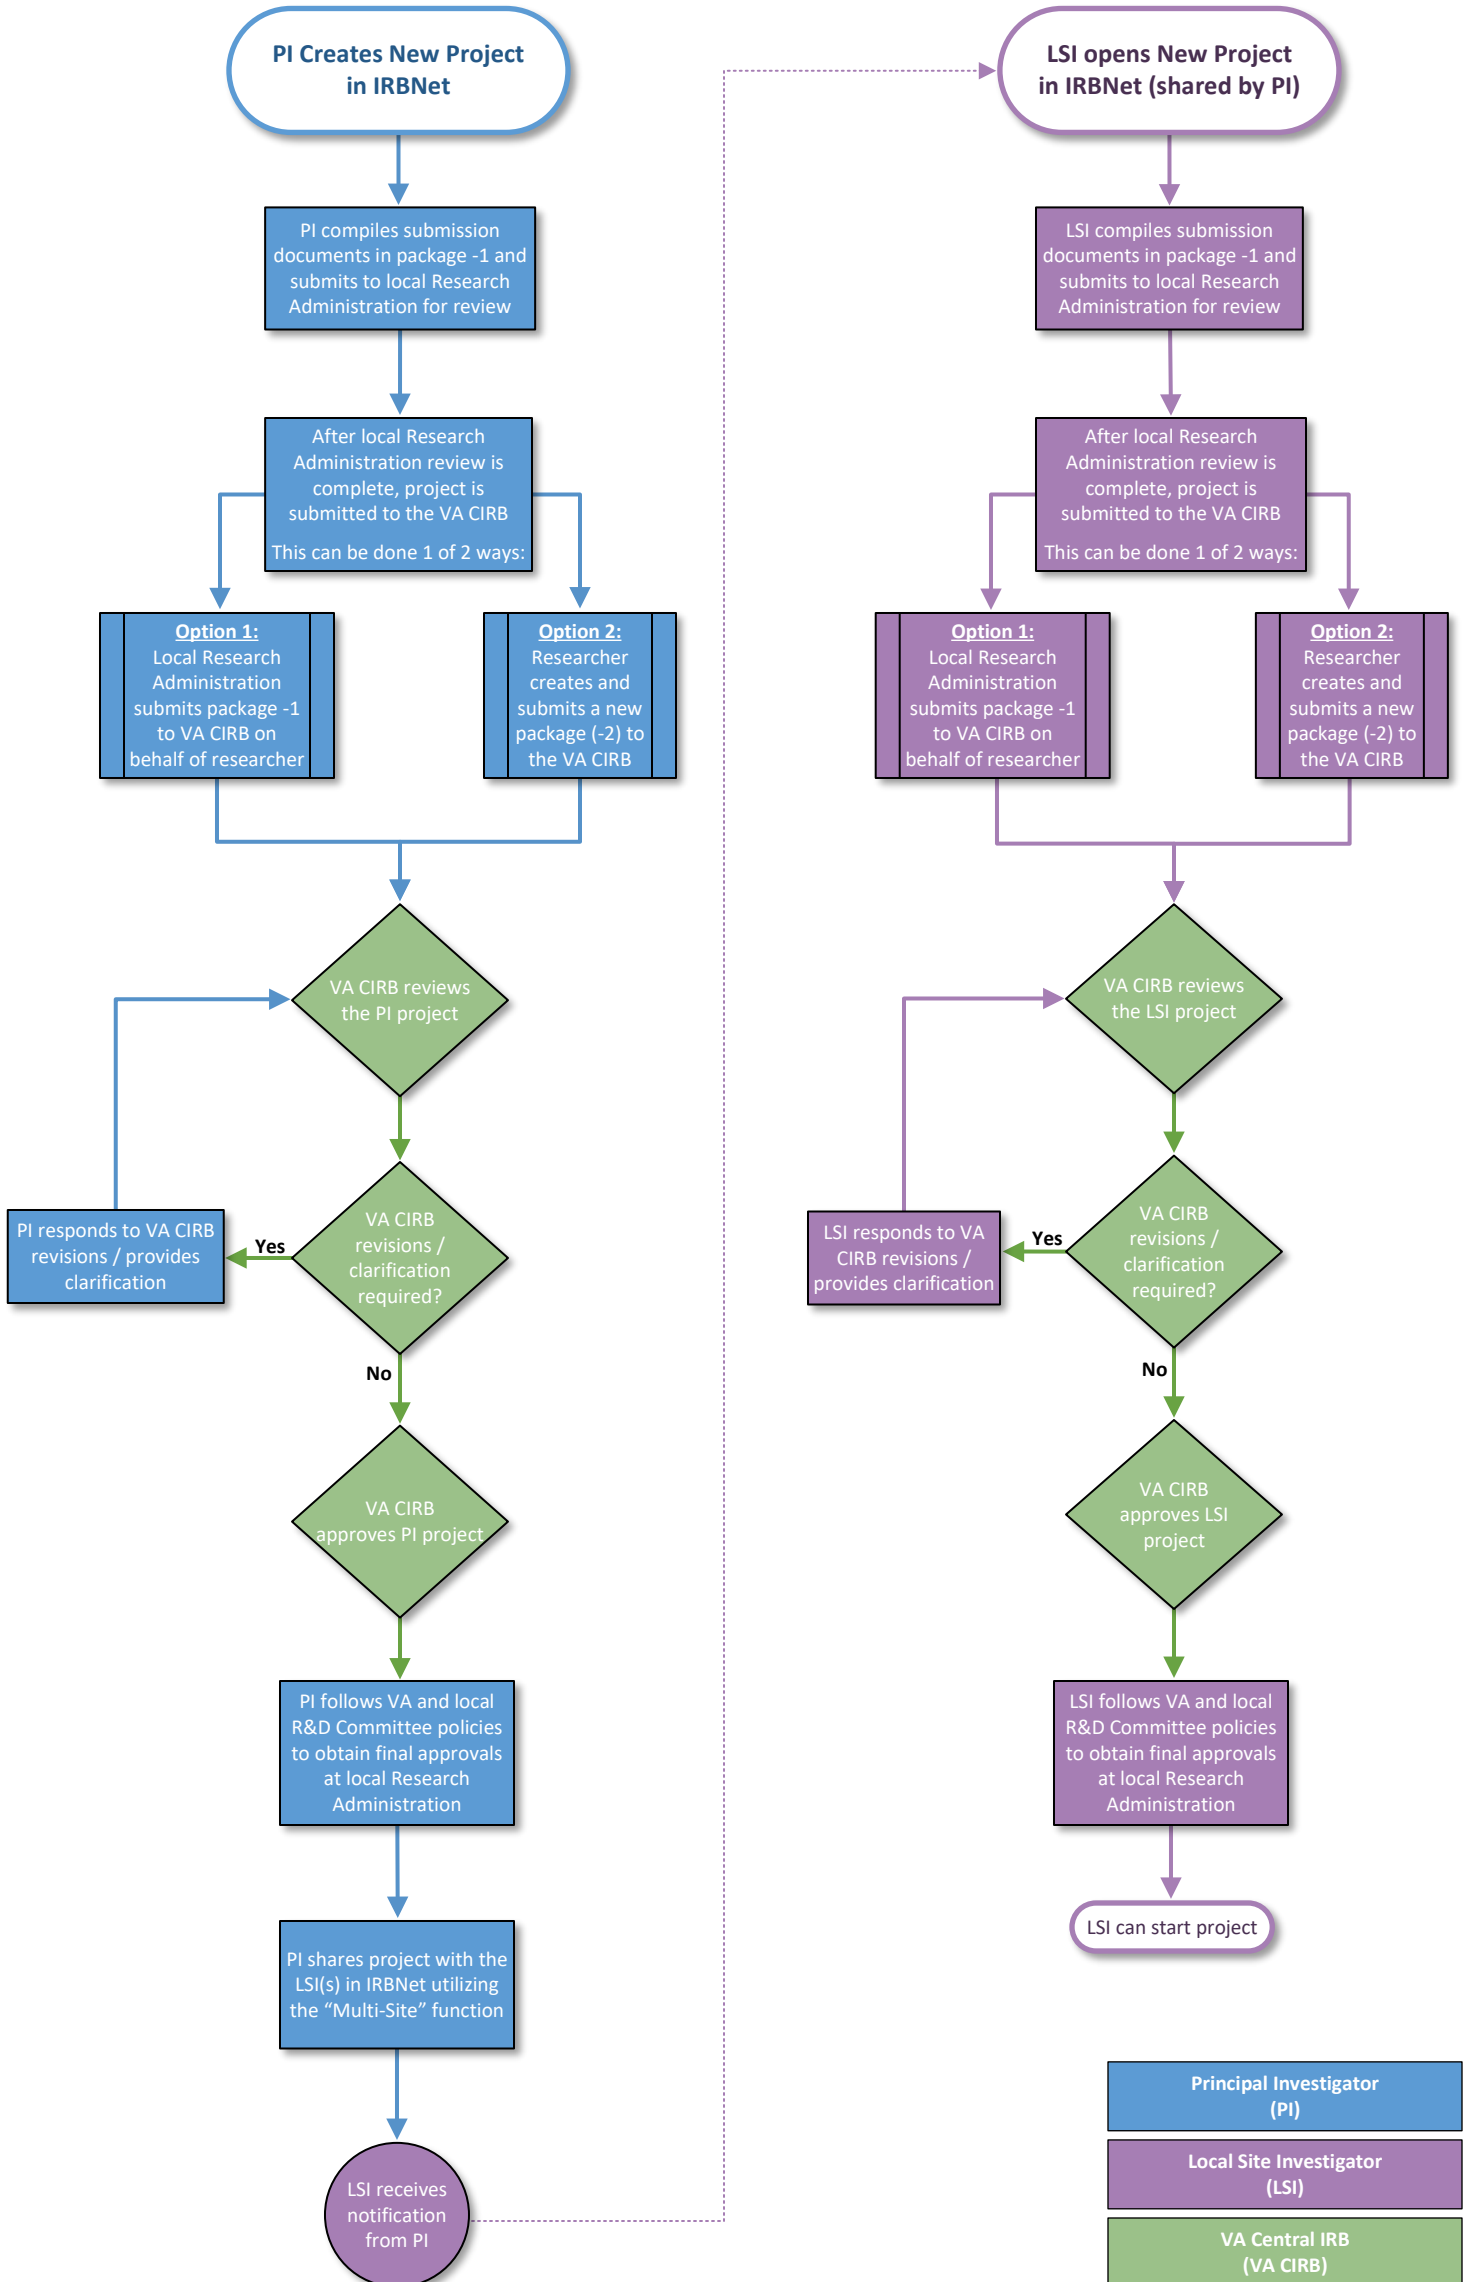 PI Creates New Project
in IRBNet
PI compiles submission
documents in package -1 and
submits to local Research
Administration for review
After local Research
Administration review is
complete, project is
submitted to the VA CIRB
This can be done 1 of 2 ways:
Option 1:
Local Research
Administration
submits package -1
to VA CIRB on
behalf of researcher
Option 2:
Researcher
creates and
submits a new
package (-2) to
the VA CIRB
VA CIRB reviews
the PI project
VA CIRB
revisions /
clarification
required?
Yes
PI responds to VA CIRB
revisions / provides
clarification
No
VA CIRB
approves PI project
PI follows VA and local
R&D Committee policies
to obtain final approvals
at local Research
Administration
PI shares project with the
LSI(s) in IRBNet utilizing
the “Multi-Site” function
LSI receives
notification
from PI
LSI opens New Project
in IRBNet (shared by PI)
LSI compiles submission
documents in package -1 and
submits to local Research
Administration for review
After local Research
Administration review is
complete, project is
submitted to the VA CIRB
This can be done 1 of 2 ways:
Option 1:
Local Research
Administration
submits package -1
to VA CIRB on
behalf of researcher
Option 2:
Researcher
creates and
submits a new
package (-2) to
the VA CIRB
VA CIRB reviews
the LSI project
VA CIRB
revisions /
clarification
required?
Yes
LSI responds to VA
CIRB revisions /
provides clarification
No
VA CIRB
approves LSI
project
LSI follows VA and local
R&D Committee policies
to obtain final approvals
at local Research
Administration
LSI can start project
Principal Investigator
(PI)
Local Site Investigator
(LSI)
VA Central IRB
(VA CIRB)